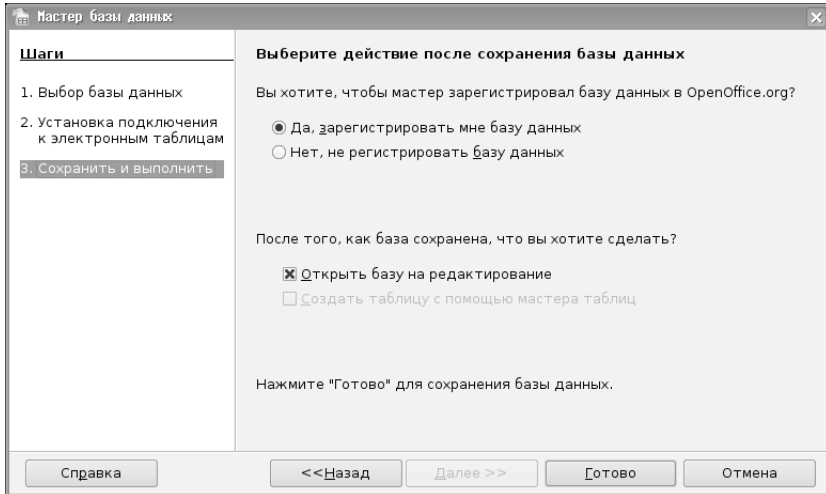 Мастер базы данных
Шаги
1. Выбор базы данных
2. Установка подключения
к электронным таблицам
3. Сохранить и выполнить
Выберите действие после сохранения базы данных
Вы хотите, чтобы мастер зарегистрировал базу данных в OpenOffice.org?
Да, зарегистрировать мне базу данных
Нет, не регистрировать базу данных
После того, как база сохранена, что вы хотите сделать?
Открыть базу на редактирование
Создать таблицу с помощью мастера таблиц
Нажмите "Готово" для сохранения базы данных.
Справка
<<Назад
Далее >>
Готово
Отмена